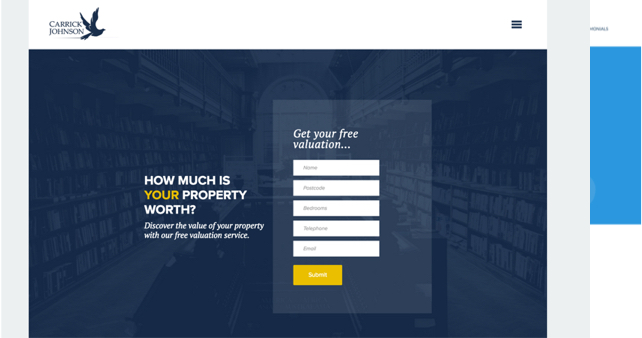 CARRICK
JOHNSON
Get your free
valuation...
Name
Postcode
HOW MUCH IS
YOUR PROPERTY
WORTH?
Bedrooms
Telephone
Discover the value of your property
with our free valuation service.
Email
Submit